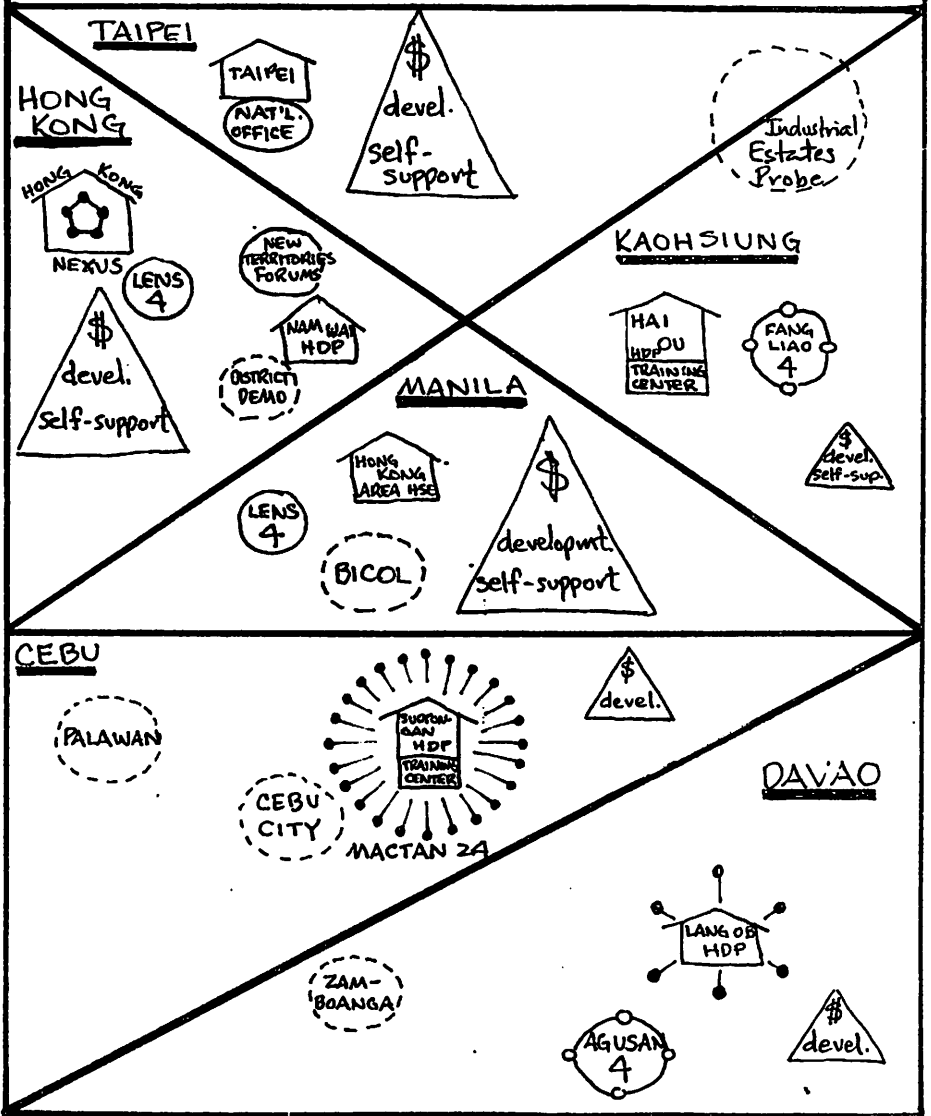 TAIPEI
TAIPEI
NAT'L.
OFFICE
$
devel.
self-
support
HONG
KONG
HONG KONG
NEXUS
LENS
4
$
devel.
self-support
NEW
TERRITORIES
FORUMS
NAM WAI
HDP
DISTRICT
DEMO
Industrial
Estates
Probe
KAOHSIUNG
HAI
OU
HDP
TRAINING
CENTER
FANG
LIAO
4
$
devel.
self-sup.
MANILA
HONG
KONG
AREA HSE
LENS
4
BICOL
$
developmt.
self-support
CEBU
PALAWAN
CEBU
CITY
SUDTON-
GAN
HDP
TRAINING
CENTER
MACTAN 24
$
devel.
DAVAO
LANGOB
HDP
ZAM-
BOANGA
AGUSAN
4
$
devel.